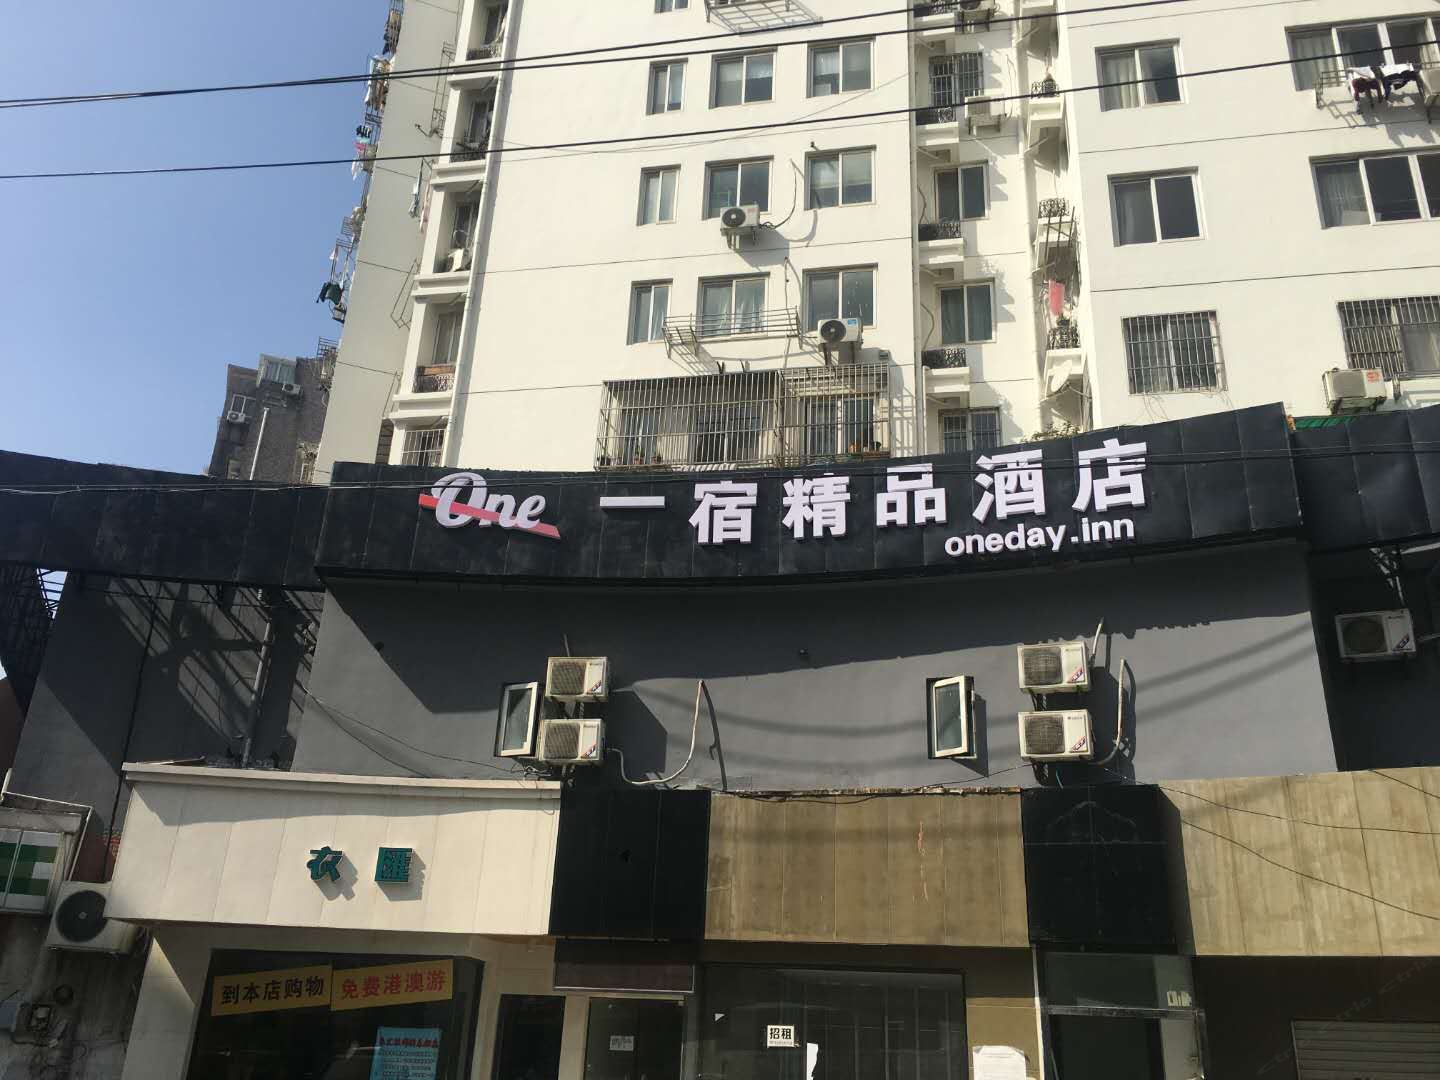 One 一宿精品酒店
oneday.inn
衣匯
到本店购物 免费港澳游
招租